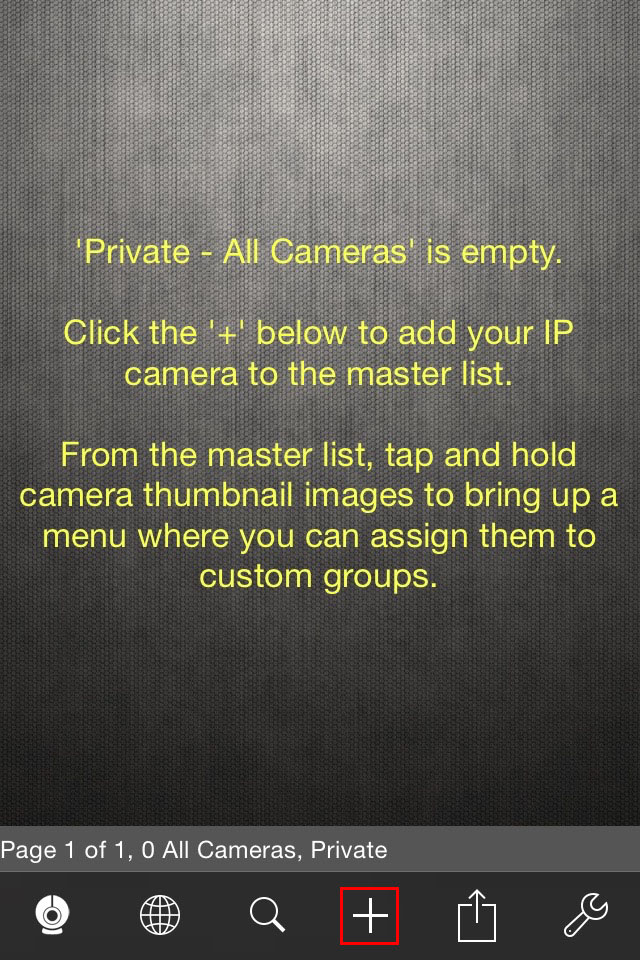 'Private - All Cameras' is empty.
Click the '+' below to add your IP
camera to the master list.
From the master list, tap and hold
camera thumbnail images to bring up a
menu where you can assign them to
custom groups.
Page 1 of 1, 0 All Cameras, Private